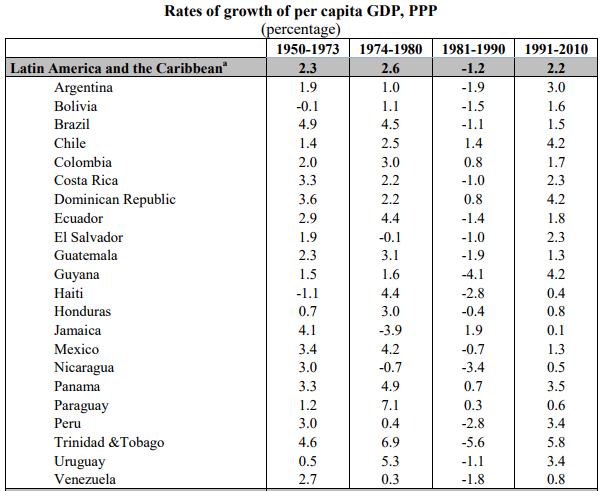 Rates of growth of per capita GDP, PPP
(percentage)
1950-1973 1974-1980 1981-1990 1991-2010
Latin America and the Caribbeanª 2.3 2.6 -1.2 2.2
Argentina 1.9 1.0 -1.9 3.0
Bolivia -0.1 1.1 -1.5 1.6
Brazil 4.9 4.5 -1.1 1.5
Chile 1.4 2.5 1.4 4.2
Colombia 2.0 3.0 0.8 1.7
Costa Rica 3.3 2.2 -1.0 2.3
Dominican Republic 3.6 2.2 0.8 4.2
Ecuador 2.9 4.4 -1.4 1.8
El Salvador 1.9 -0.1 -1.0 2.3
Guatemala 2.3 3.1 -1.9 1.3
Guyana 1.5 1.6 -4.1 4.2
Haiti -1.1 4.4 -2.8 0.4
Honduras 0.7 3.0 -0.4 0.8
Jamaica 4.1 -3.9 1.9 0.1
Mexico 3.4 4.2 -0.7 1.3
Nicaragua 3.0 -0.7 -3.4 0.5
Panama 3.3 4.9 0.7 3.5
Paraguay 1.2 7.1 0.3 0.6
Peru 3.0 0.4 -2.8 3.4
Trinidad &Tobago 4.6 6.9 -5.6 5.8
Uruguay 0.5 5.3 -1.1 3.4
Venezuela 2.7 0.3 -1.8 0.8